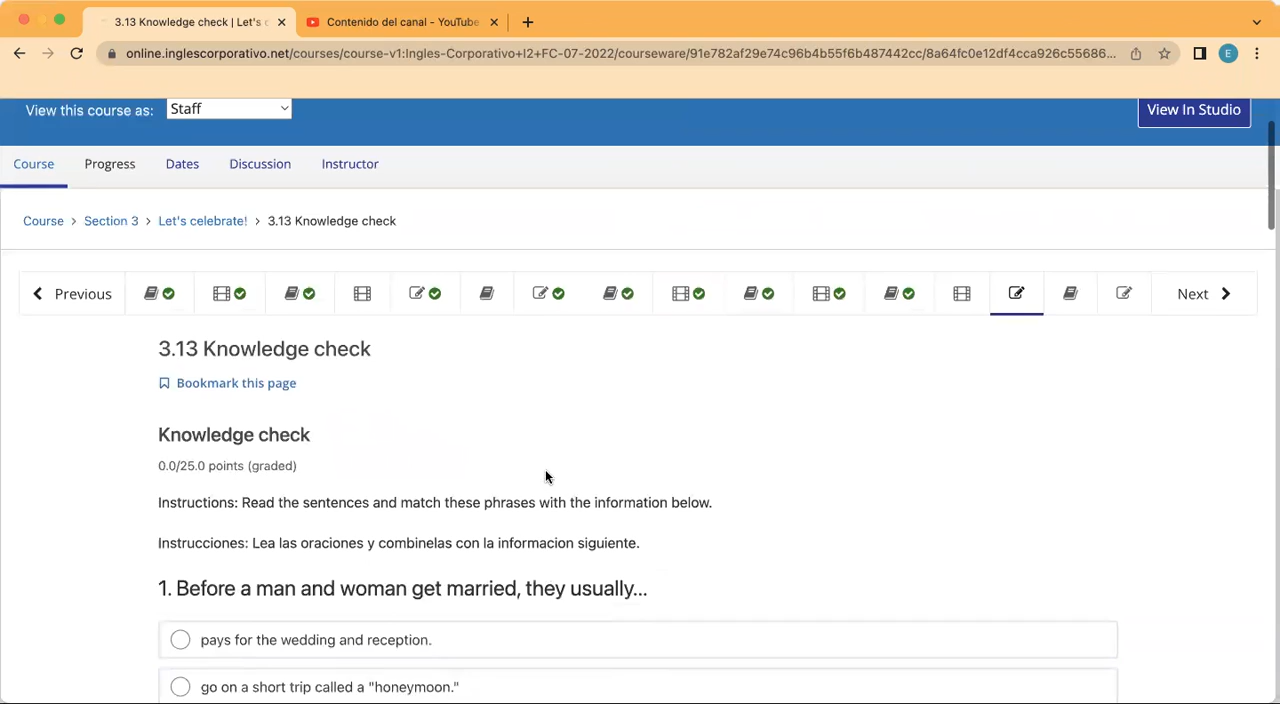 3.13 Knowledge check | Let's c
Contenido del canal - YouTube
online.inglescorporativo.net/courses/course-v1:Ingles-Corporativo+I2+FC-07-2022/courseware/91e782af29e74c96b4b55f6b487442cc/8a64fc0e12df4cca926c55686...
E
View this course as:
Staff
View In Studio
Course Progress Dates Discussion Instructor
Course > Section 3 > Let's celebrate! > 3.13 Knowledge check
Previous
Next
3.13 Knowledge check
Bookmark this page
Knowledge check
0.0/25.0 points (graded)
Instructions: Read the sentences and match these phrases with the information below.
Instrucciones: Lea las oraciones y combinelas con la informacion siguiente.
1. Before a man and woman get married, they usually...
pays for the wedding and reception.
go on a short trip called a "honeymoon."